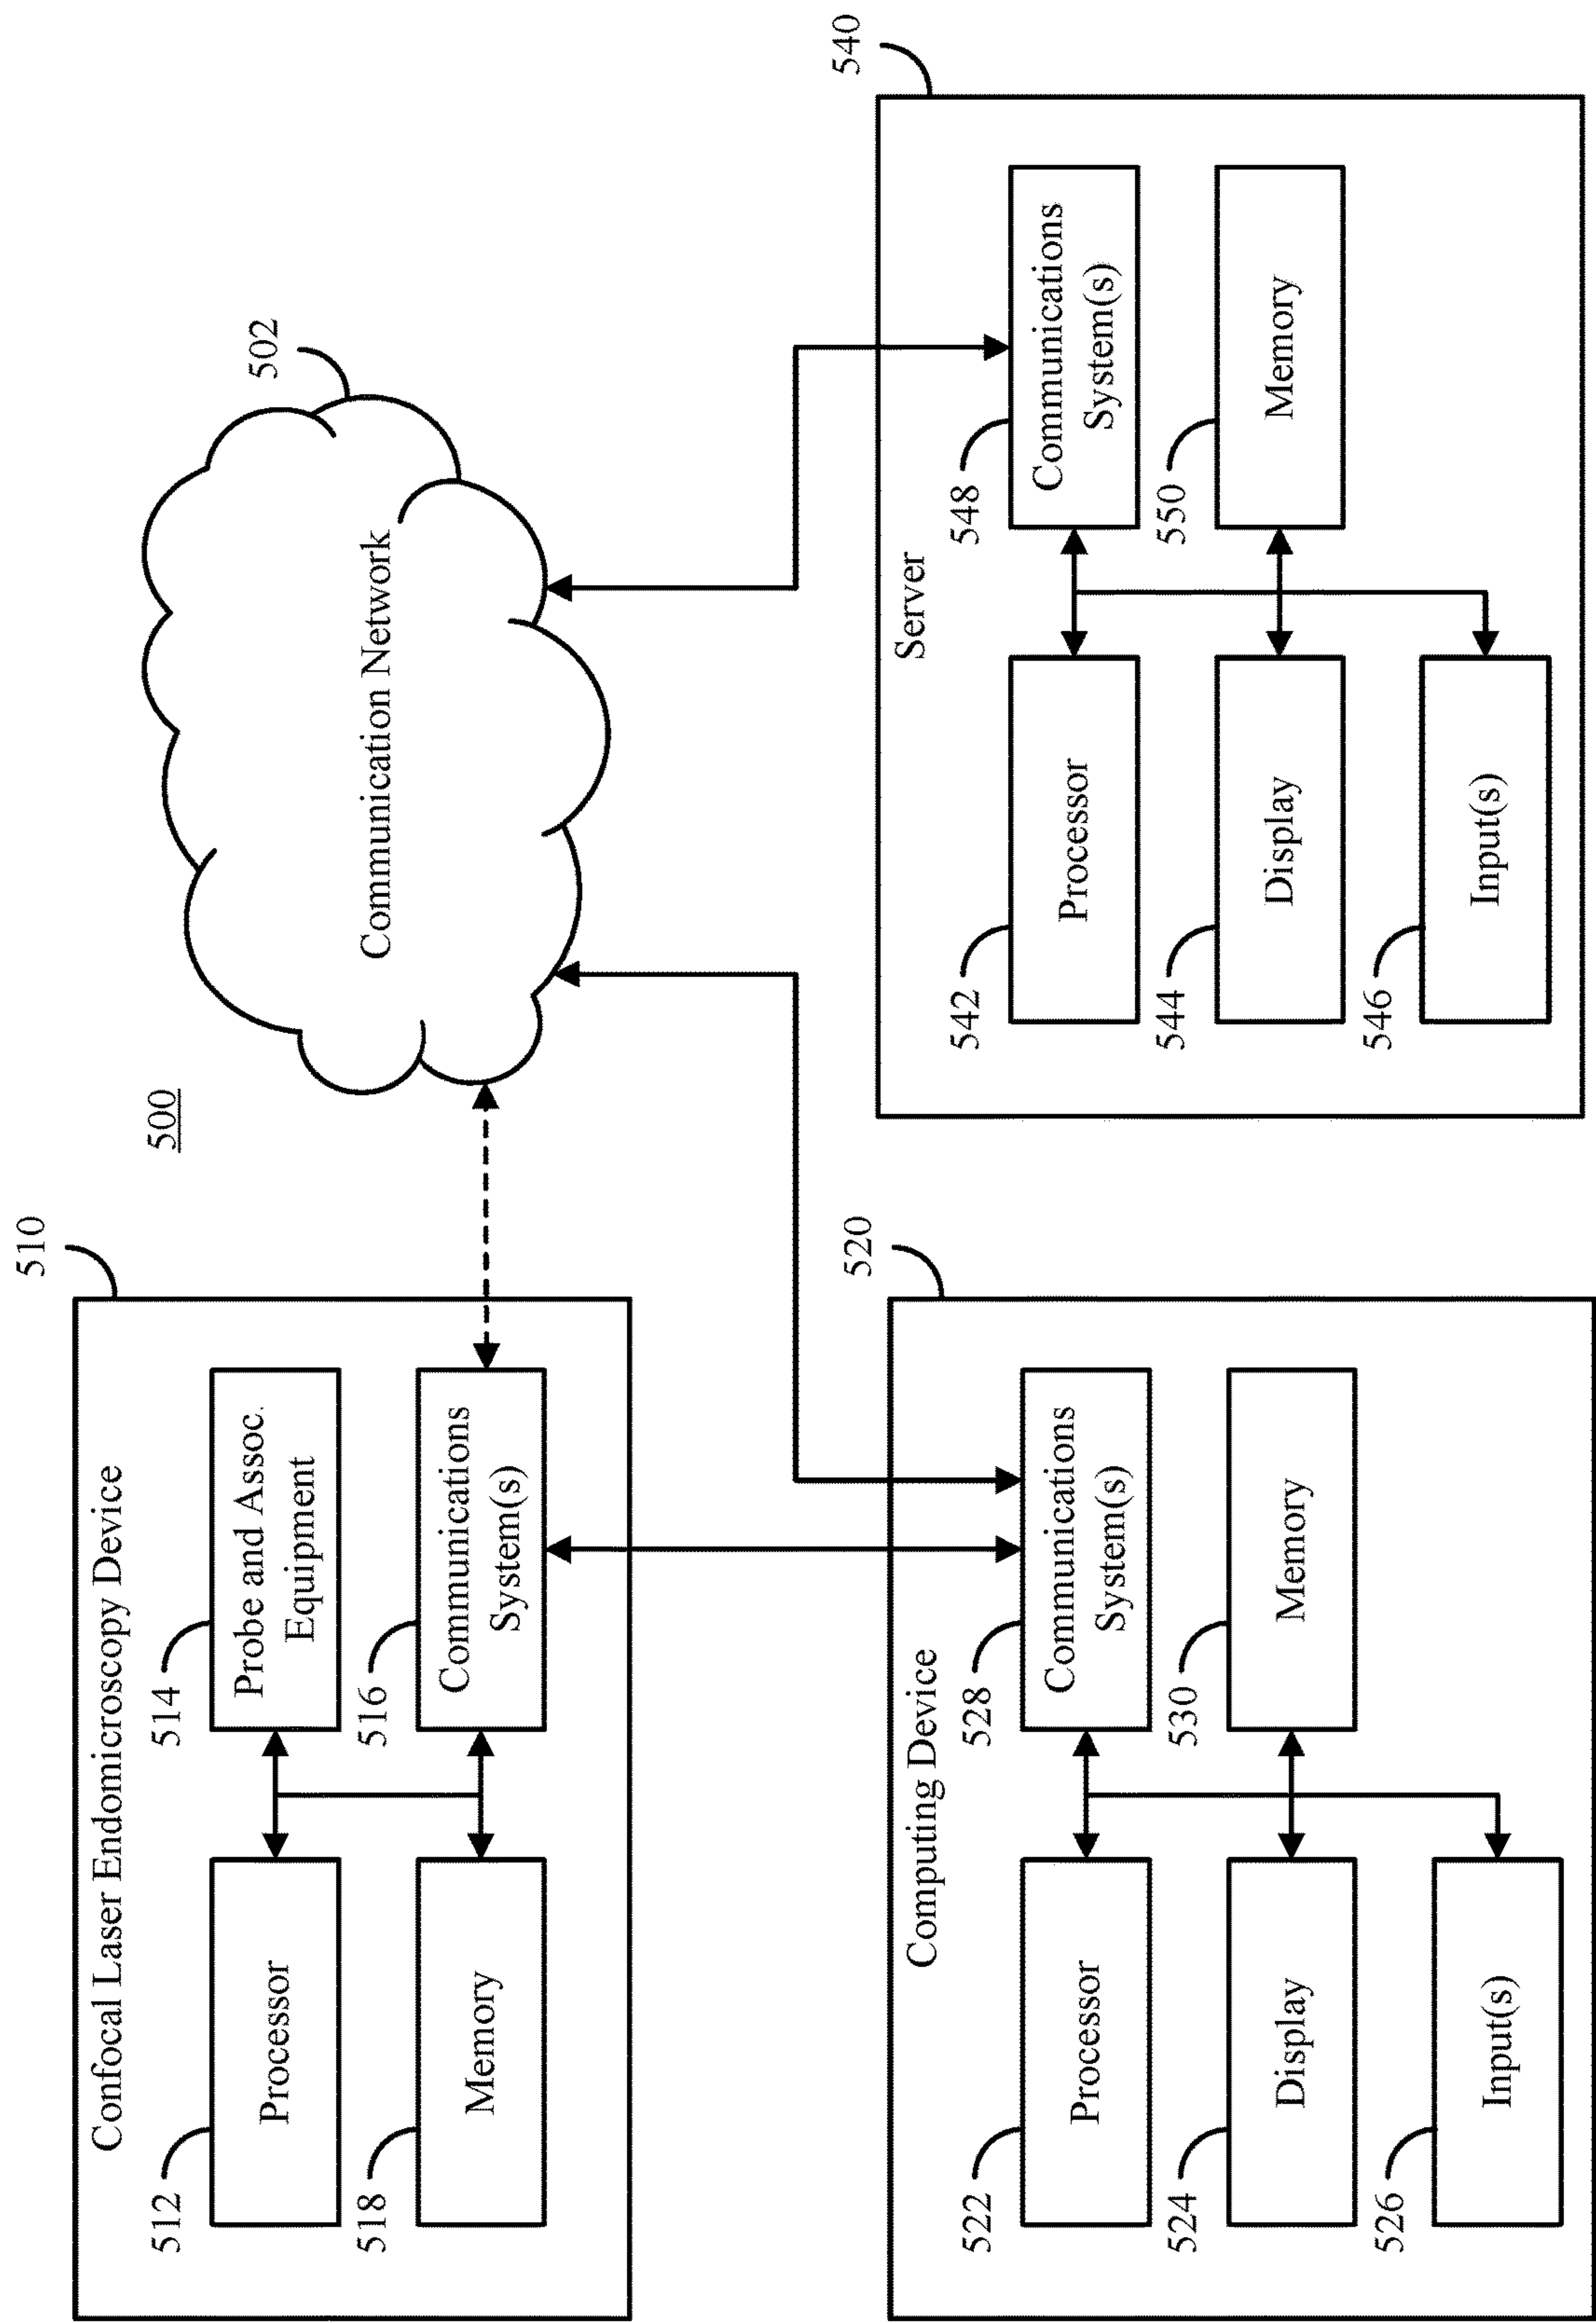 500
510
Confocal Laser Endomicroscopy Device
512
Processor
514
Probe and Assoc.
Equipment
518
Memory
516
Communications
System(s)
502
Communication Network
520
Computing Device
522
Processor
528
Communications
System(s)
524
Display
530
Memory
526
Input(s)
540
Server
542
Processor
548
Communications
System(s)
544
Display
550
Memory
546
Input(s)